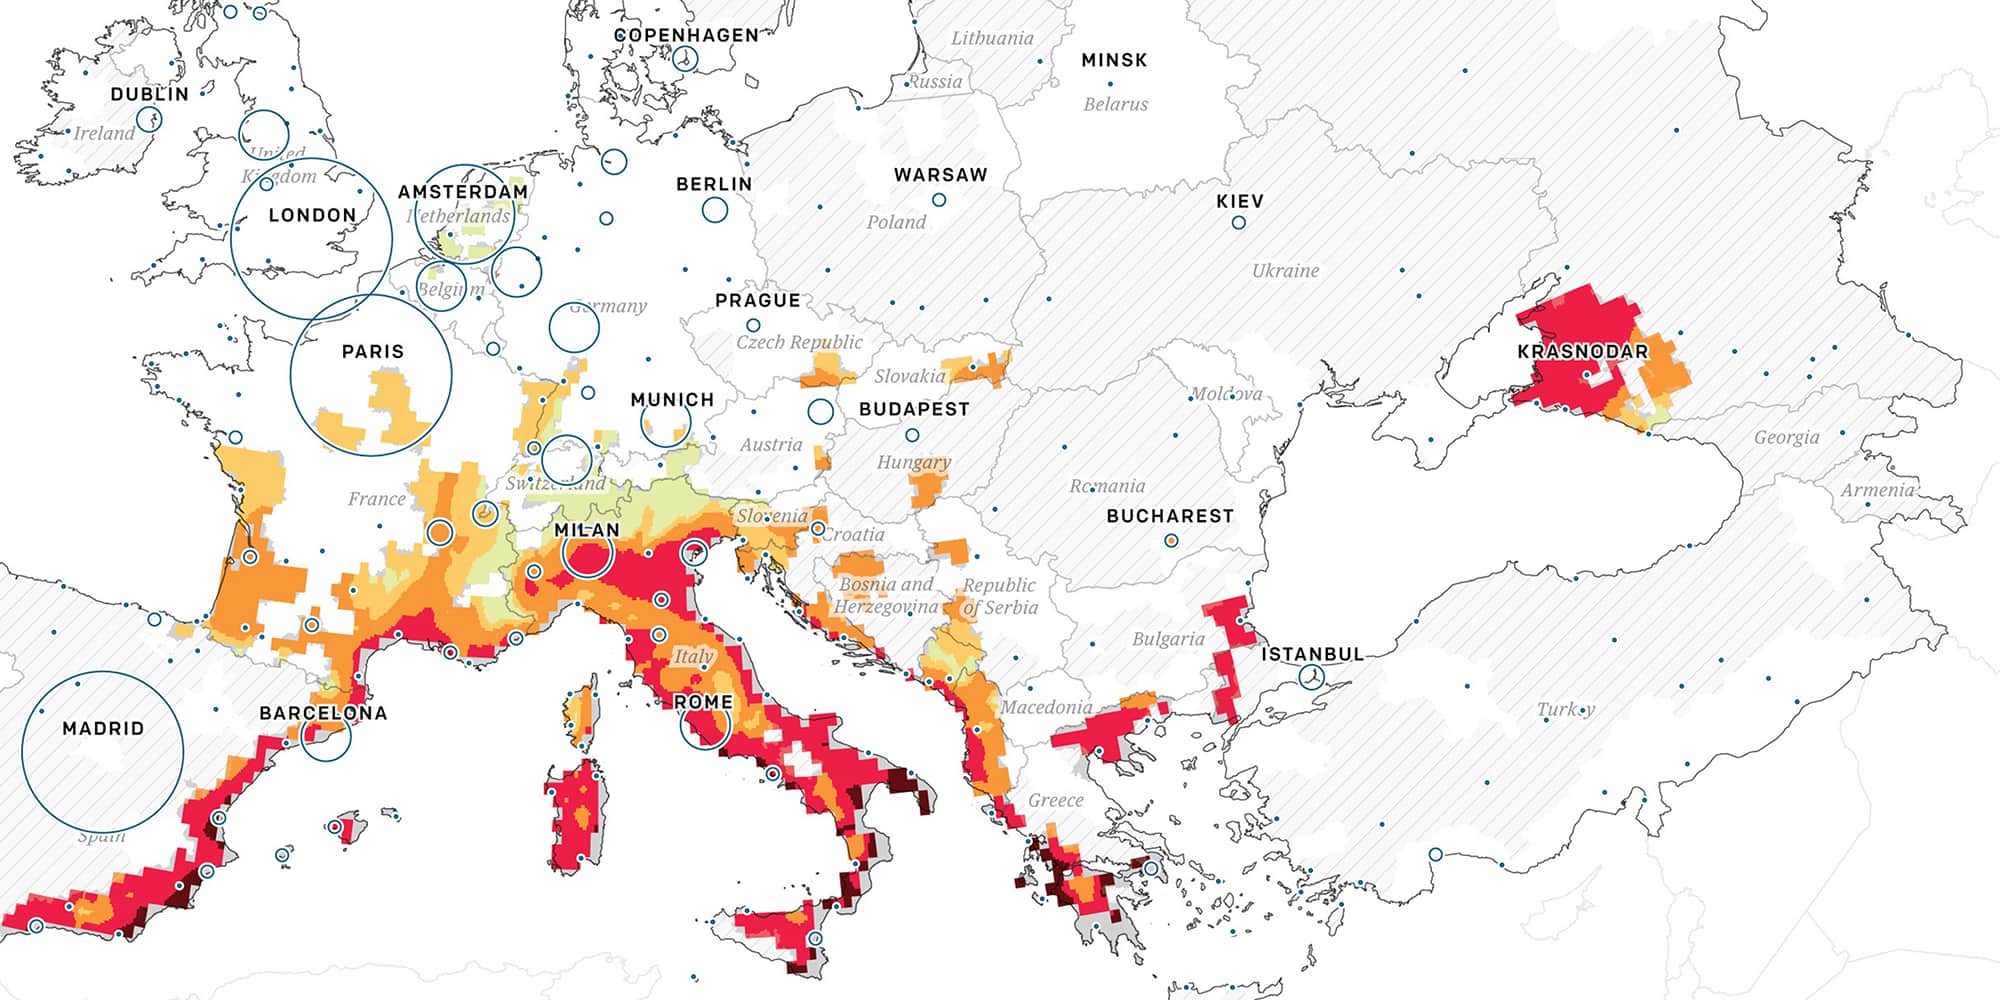 COPENHAGEN
Lithuania
MINSK
Russia
DUBLIN
Belarus
Ireland
United
Kingdom
WARSAW
BERLIN
AMSTERDAM
Netherlands
LONDON
KIEV
Poland
Ukraine
Belgium
PRAGUE
Germany
Czech Republic
PARIS
KRASNODAR
Slovakia
Moldova
MUNICH
BUDAPEST
Austria
Georgia
Hungary
Switzerland
France
Romania
Armenia
Slovenia
BUCHAREST
MILAN
Croatia
Bosnia and
Herzegovina
Republic
of Serbia
Bulgaria
ISTANBUL
Italy
ROME
Macedonia
Turkey
BARCELONA
MADRID
Greece
Spain